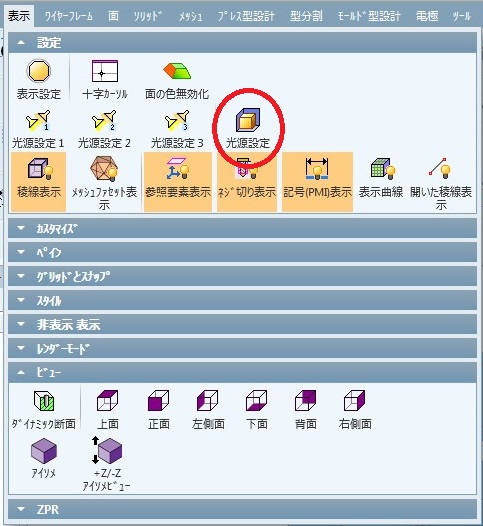 表示 ﾜｲﾔｰﾌﾚｰﾑ 面 ｿﾘｯﾄﾞ ﾒｯｼｭ ﾌﾟﾚｽ型設計 型分割 ﾓｰﾙﾄﾞ型設計 電極 ﾂｰﾙ
設定
表示設定 十字ｶｰｿﾙ 面の色無効化
1 2 3
光源設定 1 光源設定 2 光源設定 3 光源設定
稜線表示 ﾒｯｼｭﾌｧｾｯﾄ表示 参照要素表示 ﾈｼﾞ切り表示 記号(PMI)表示 表示曲線 開いた稜線表示
ｶｽﾀﾏｲｽﾞ
ﾍﾟｲﾝ
ｸﾞﾘｯﾄﾞとｽﾅｯﾌﾟ
ｽﾀｲﾙ
非表示 表示
ﾚﾝﾀﾞｰﾓｰﾄﾞ
ﾋﾞｭｰ
ﾀﾞｲﾅﾐｯｸ断面 上面 正面 左側面 下面 背面 右側面
ｱｲｿﾒ +Z/-Z
ｱｲｿﾒﾋﾞｭｰ
ZPR